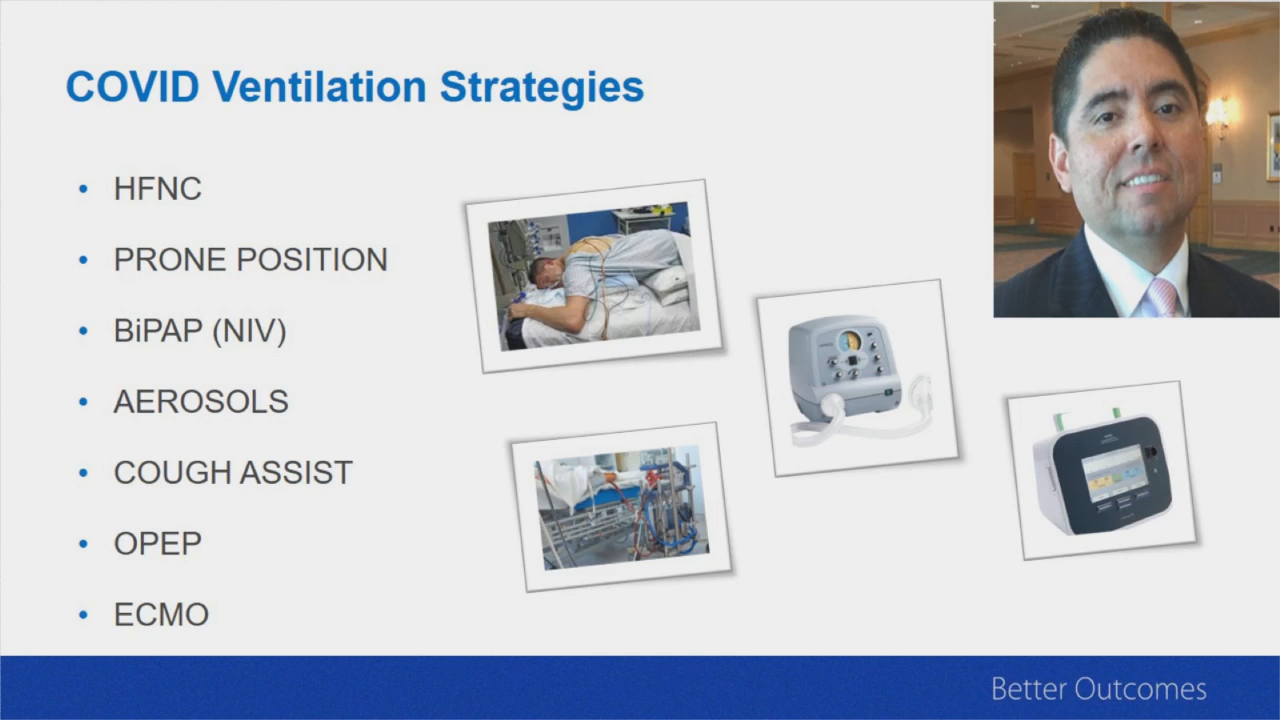 COVID Ventilation Strategies
• HFNC
• PRONE POSITION
• BiPAP (NIV)
• AEROSOLS
• COUGH ASSIST
• OPEP
• ECMO
Better Outcomes